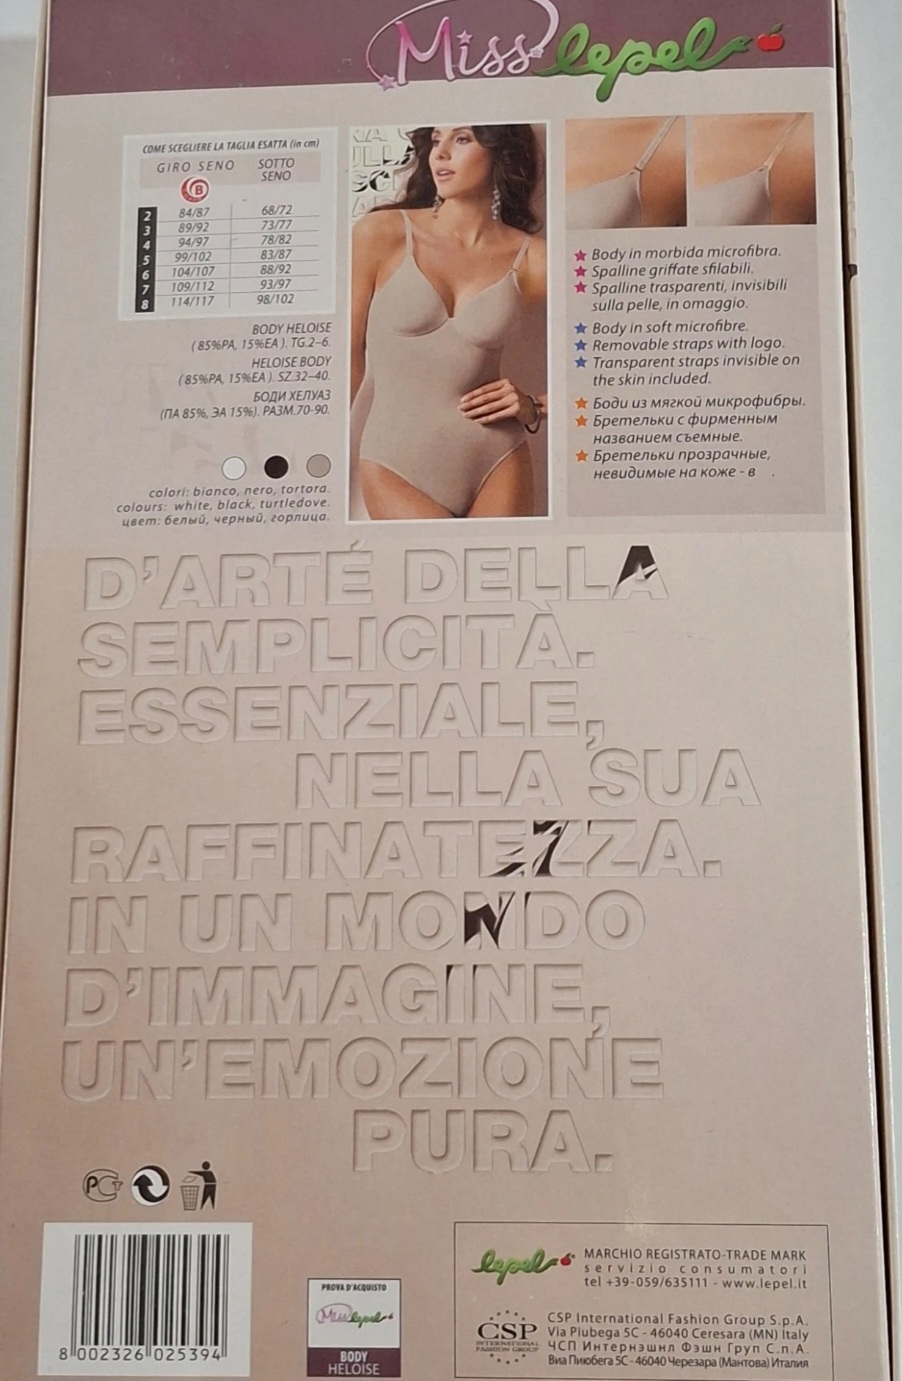 Miss lepel
COME SCEGLIERE LA TAGLIA ESATTA (in cm)
GIRO SENO SOTTO SENO
B
2 84/87 68/72
3 89/92 73/77
4 94/97 78/82
5 99/102 83/87
6 104/107 88/92
7 109/112 93/97
8 114/117 98/102
BODY HELOISE
(85%PA, 15%EA). TG.2-6.
HELOISE BODY
(85%PA, 15%EA). SZ.32-40.
БОДИ ХЕЛУАЗ
(ПА 85%, ЭА 15%). РАЗМ.70-90.
colori: bianco, nero, tortora.
colours: white, black, turtledove.
цвет: белый, черный, горлица.
Body in morbida microfibra.
Spalline griffate sfilabili.
Spalline trasparenti, invisibili
sulla pelle, in omaggio.
Body in soft microfibre.
Removable straps with logo.
Transparent straps invisible on
the skin included.
Боди из мягкой микрофибры.
Бретельки с фирменным
названием съемные.
Бретельки прозрачные,
невидимые на коже - в .
D'ARTÉ DELLA
SEMPLICITÀ.
ESSENZIALE,
NELLA SUA
RAFFINATEZZA.
IN UN MONDO
D'IMMAGINE,
UN'EMOZIONE
PURA.
РСТ
8 002326 025394
PROVA D'ACQUISTO
Miss lepel
BODY
HELOISE
lepel
MARCHIO REGISTRATO-TRADE MARK
servizio consumatori
tel +39-059/635111 - www.lepel.it
CSP
INTERNATIONAL
FASHION GROUP
CSP International Fashion Group S.p.A.
Via Piubega 5C - 46040 Ceresara (MN) Italy
ЧСП Интернэшнл Фэшн Груп С.п.А.
Виа Пиюбега 5С - 46040 Черезара (Мантова) Италия